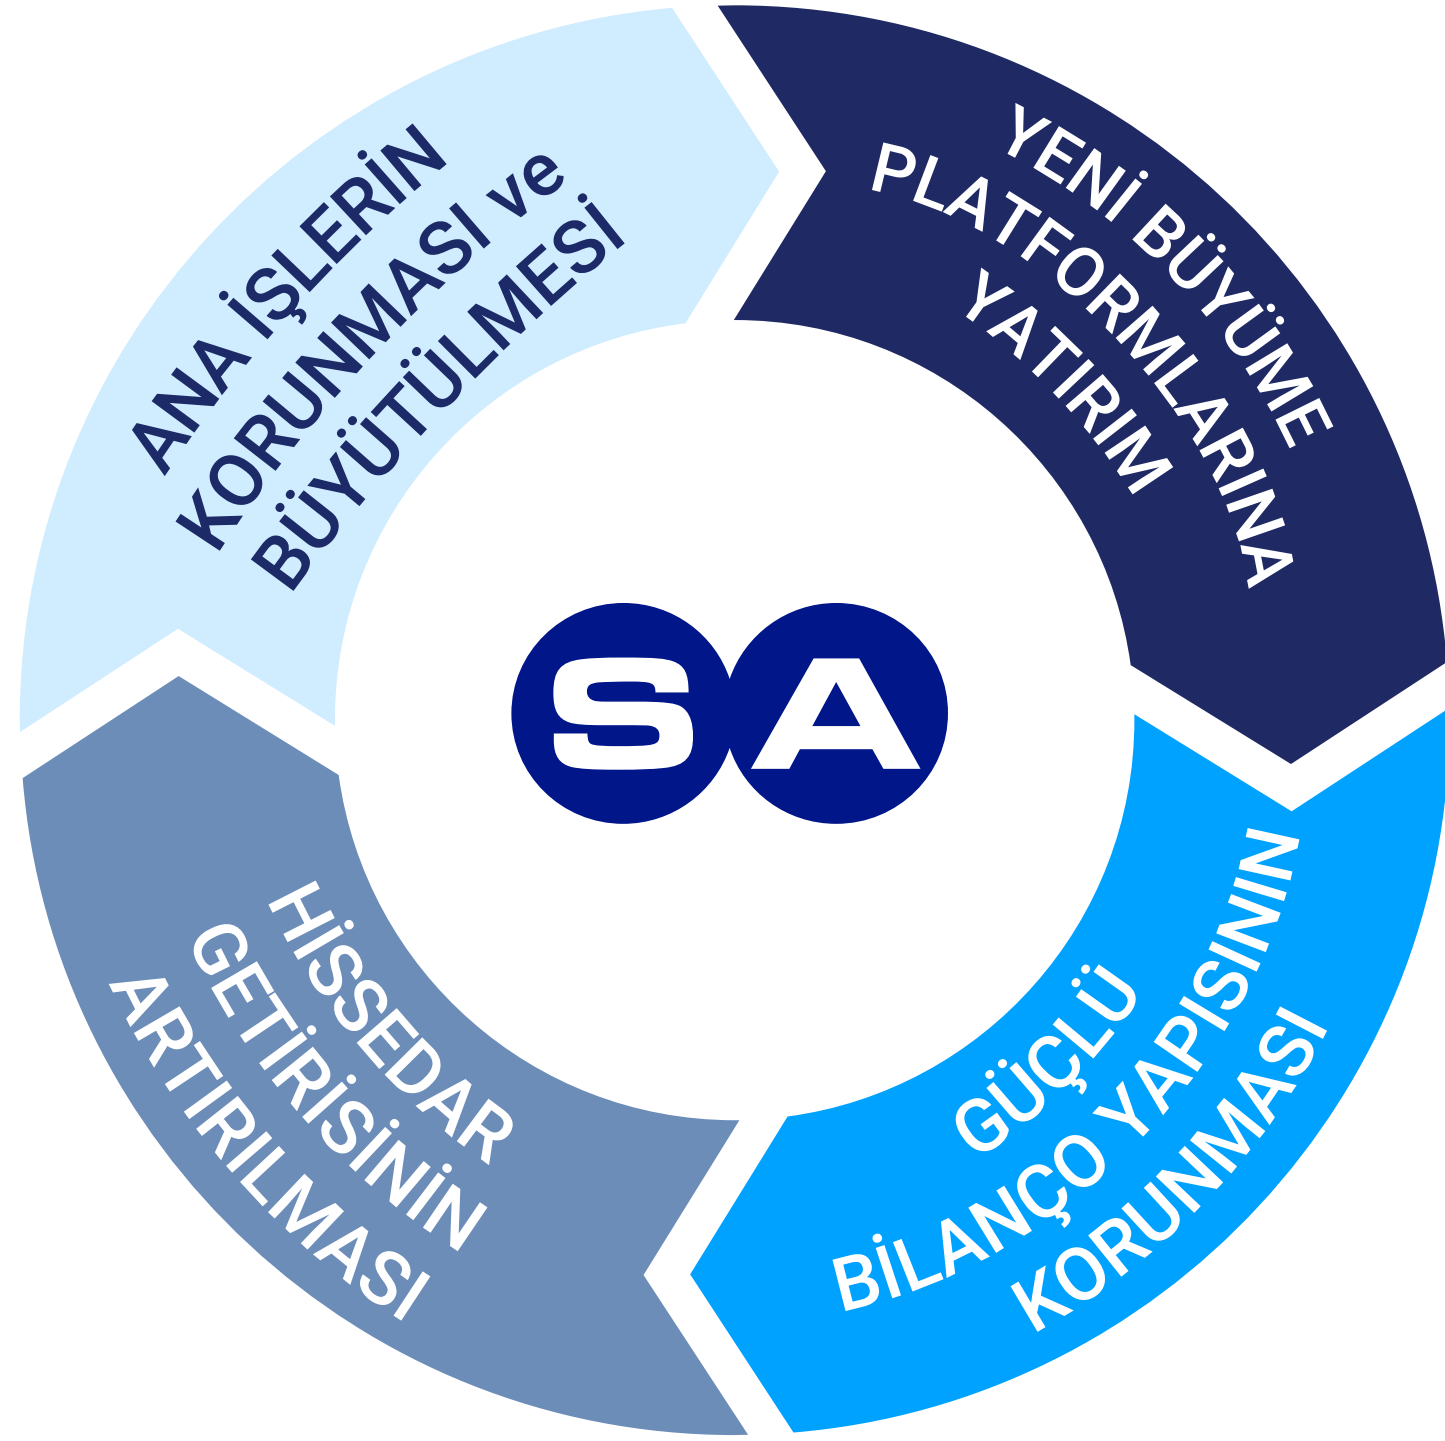 ANA İŞLERİN
KORUNMASI ve
BÜYÜTÜLMESİ
YENİ BÜYÜME
PLATFORMLARINA
YATIRIM
GÜÇLÜ
BİLANÇO YAPISININ
KORUNMASI
HİSSEDAR
GETİRİSİNİN
ARTIRILMASI
SA